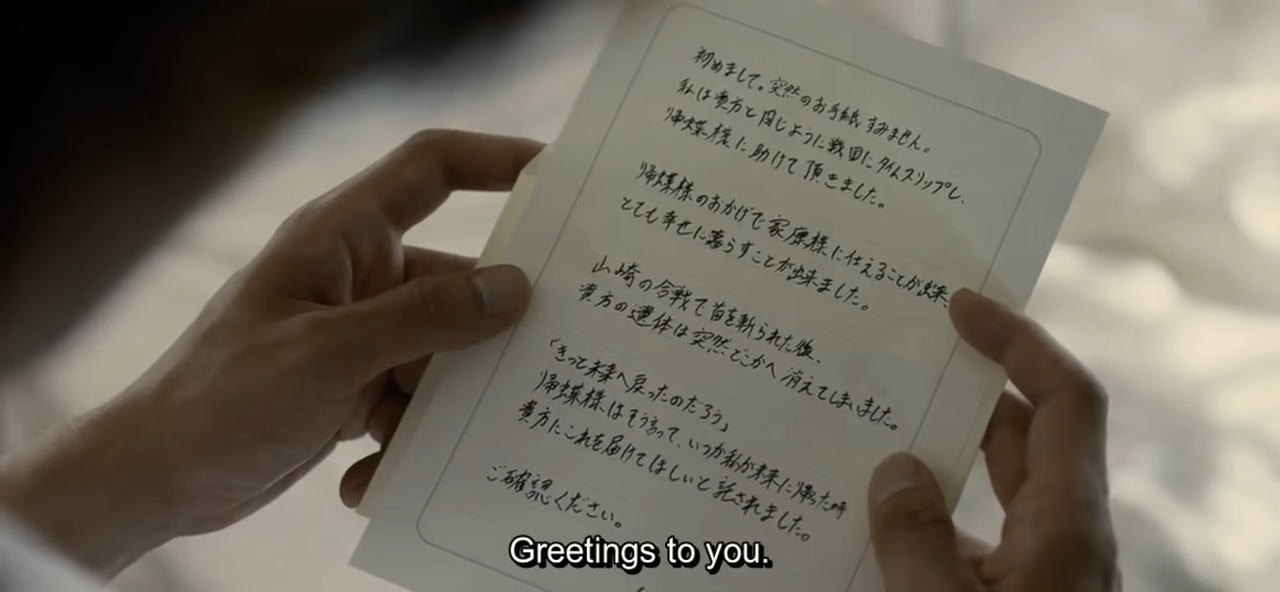 初めまして。突然のお手紙すみません。
私は貴方と同じように戦国にタイムスリップし、
帰蝶様に助けて頂きました。
帰蝶様のおかげで家康様に仕えることが出来、
とても幸せに暮らすことが出来ました。
山崎の合戦で首を斬られた後、
貴方の遺体は突然どこかへ消えてしまいました。
「きっと未来へ戻ったのだろう」
帰蝶様はそう言って、いつか私が未来に帰った時
貴方にこれを届けてほしいと託されました。
ご確認ください。
Greetings to you.